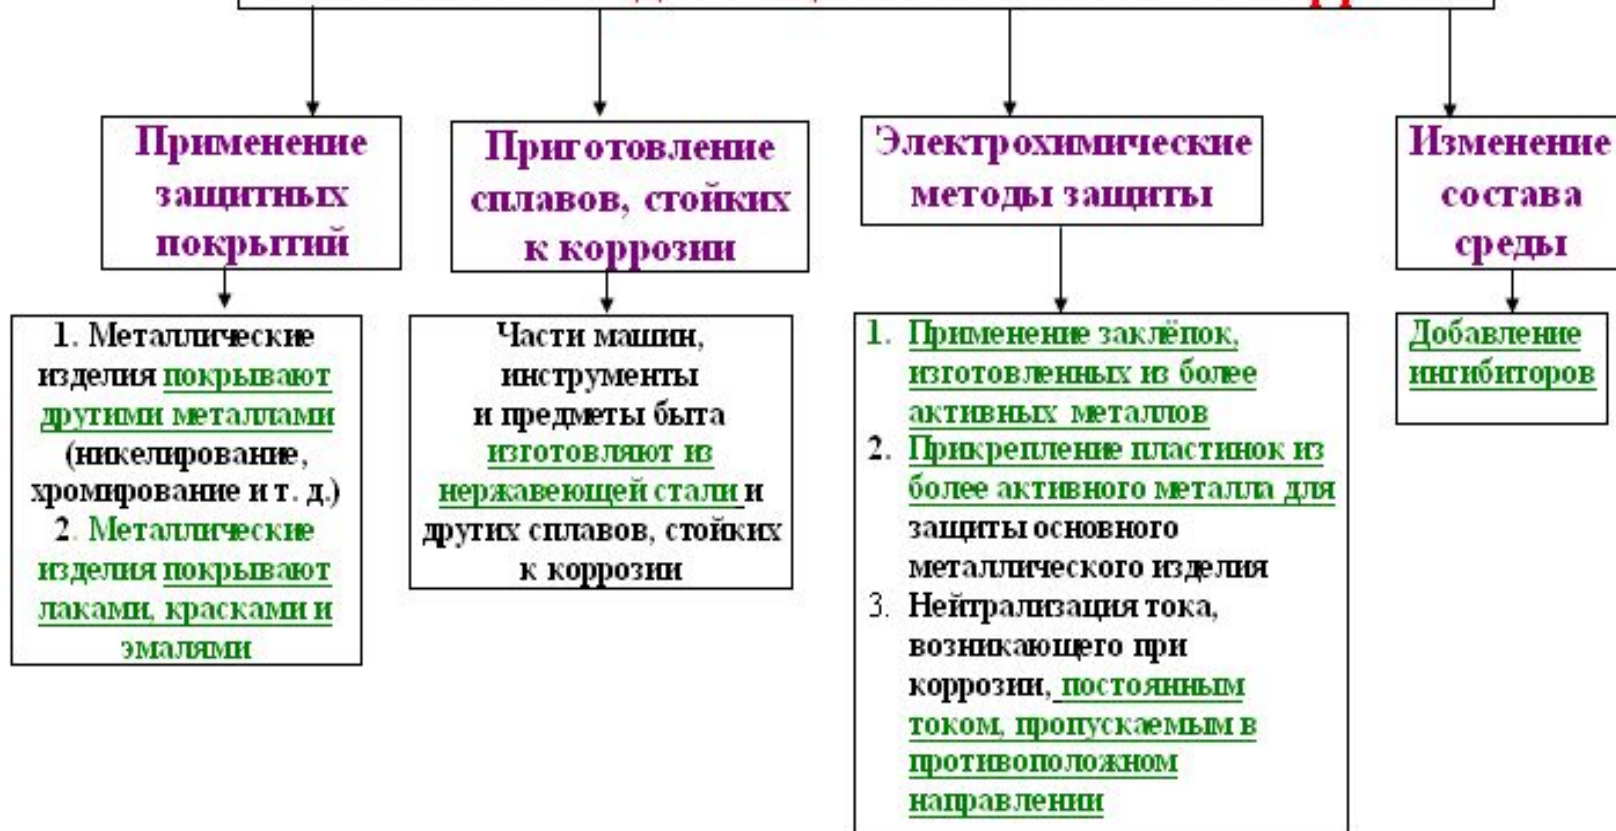 Применение
защитных
покрытий
Приготовление
сплавов, стойких
к коррозии
Электрохимические
методы защиты
Изменение
состава
среды
1. Металлические
изделия покрывают
другими металлами
(никелирование,
хромирование и т. д.)
2. Металлические
изделия покрывают
лаками, красками и
эмалями
Части машин,
инструменты
и предметы быта
изготовляют из
нержавеющей стали и
других сплавов, стойких
к коррозии
1. Применение заклёпок,
изготовленных из более
активных металлов
2. Прикрепление пластинок из
более активного металла для
защиты основного
металлического изделия
3. Нейтрализация тока,
возникающего при
коррозии, постоянным
током, пропускаемым в
противоположном
направлении
Добавление
ингибиторов